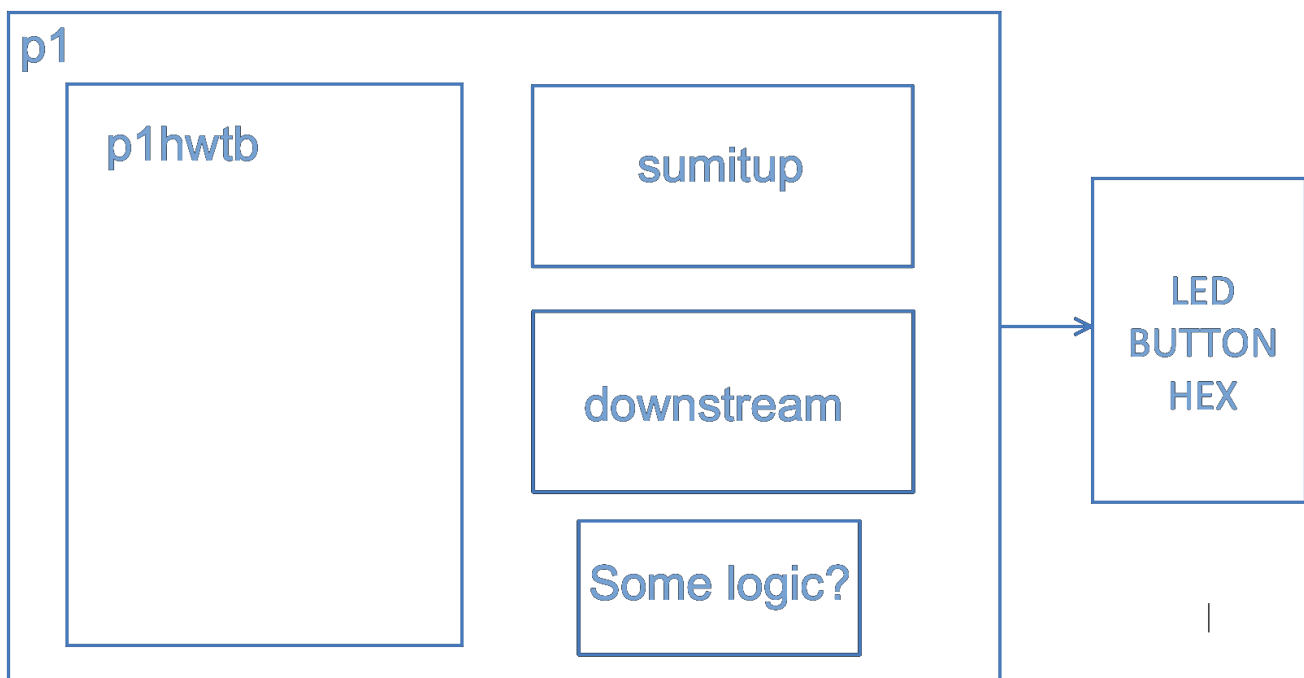 p1
p1hwtb
sumitup
downstream
Some logic?
LED
BUTTON
HEX